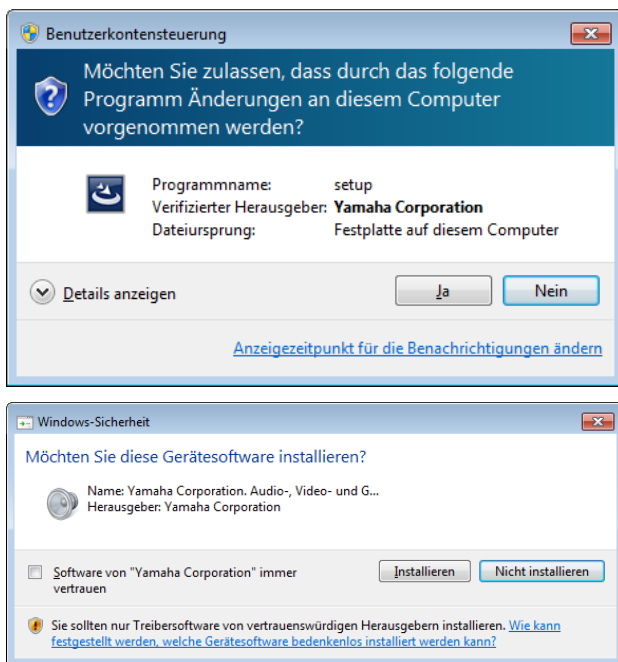 Benutzerkontensteuerung
Möchten Sie zulassen, dass durch das folgende
Programm Änderungen an diesem Computer
vorgenommen werden?
Programmname: setup
Verifizierter Herausgeber: Yamaha Corporation
Dateiursprung: Festplatte auf diesem Computer
Details anzeigen
Ja
Nein
Anzeigezeitpunkt für die Benachrichtigungen ändern
Windows-Sicherheit
Möchten Sie diese Gerätesoftware installieren?
Name: Yamaha Corporation. Audio-, Video- und G...
Herausgeber: Yamaha Corporation
Software von "Yamaha Corporation" immer
vertrauen
Installieren
Nicht installieren
Sie sollten nur Treibersoftware von vertrauenswürdigen Herausgebern installieren. Wie kann
festgestellt werden, welche Gerätesoftware bedenkenlos installiert werden kann?